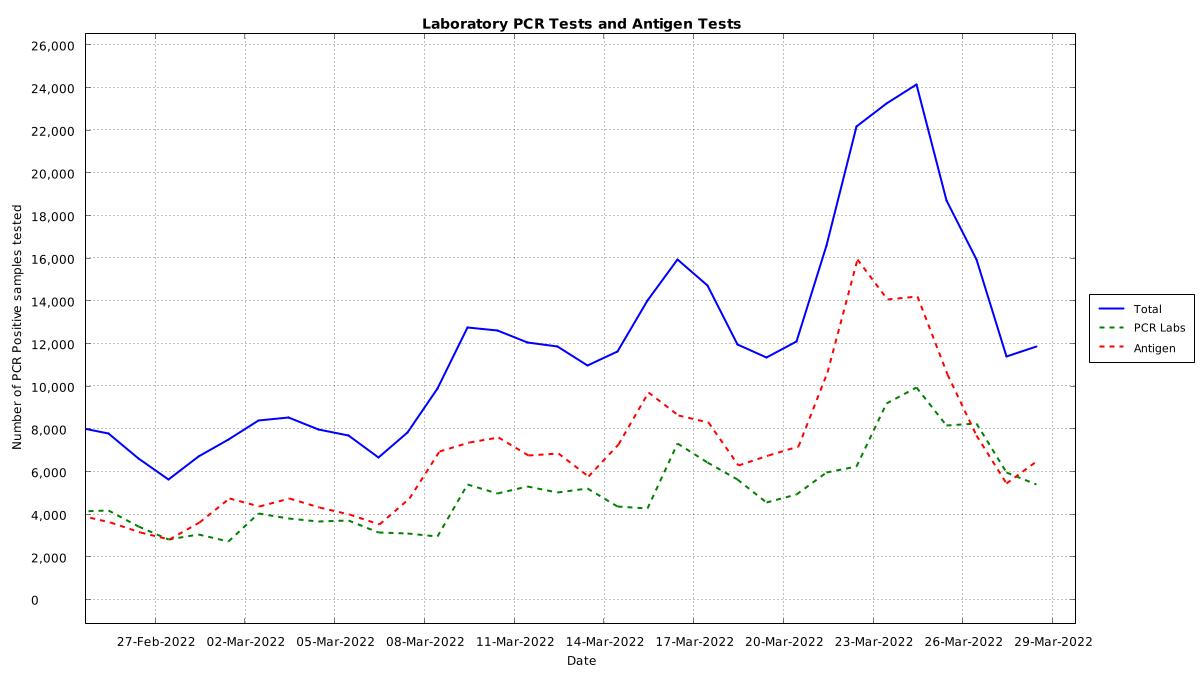 Laboratory PCR Tests and Antigen Tests
26,000
24,000
22,000
20,000
18,000
16,000
14,000
12,000
10,000
8,000
6,000
4,000
2,000
0
Number of PCR Positive samples tested
27-Feb-2022 02-Mar-2022 05-Mar-2022 08-Mar-2022 11-Mar-2022 14-Mar-2022 17-Mar-2022 20-Mar-2022 23-Mar-2022 26-Mar-2022 29-Mar-2022
Date
Total
PCR Labs
Antigen